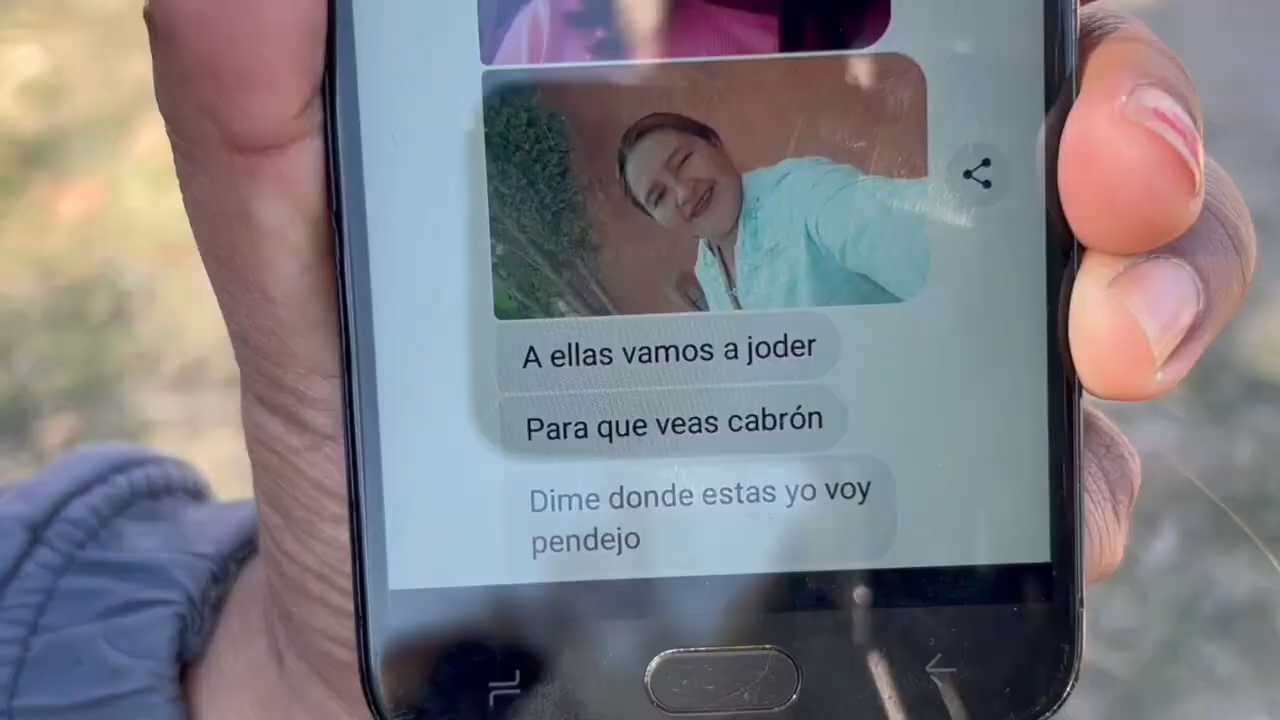 A ellas vamos a joder
Para que veas cabrón
Dime donde estas yo voy
pendejo